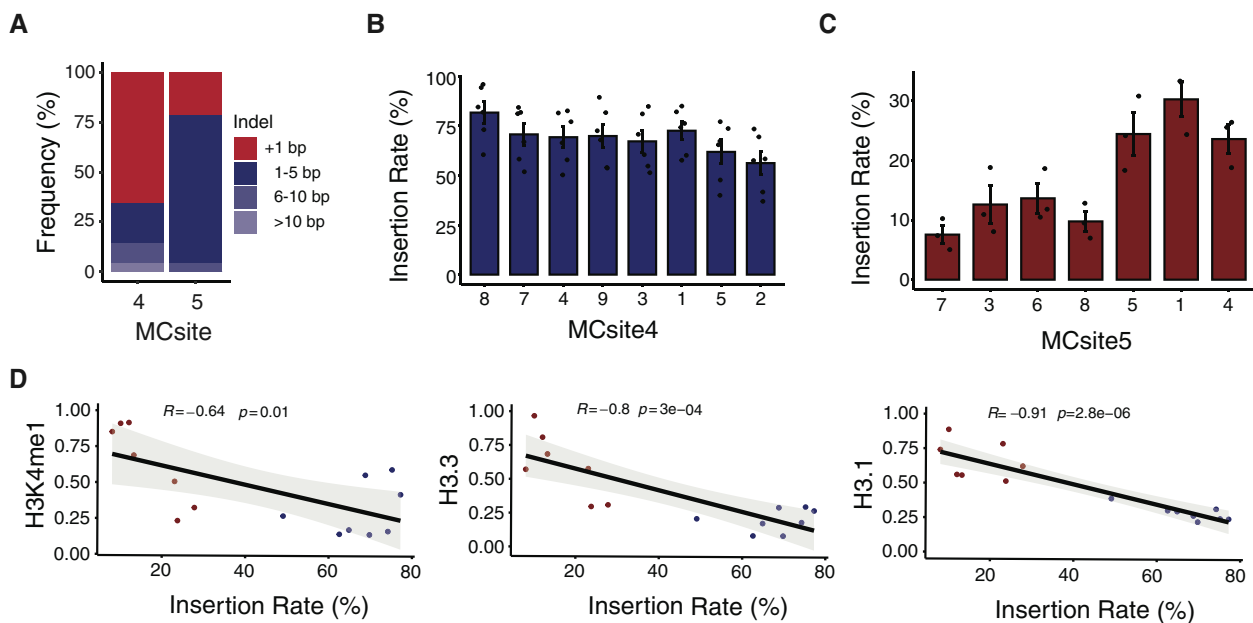 A
100
75
50
25
0
Frequency (%)
4 5
MCsite
Indel
+1 bp
1-5 bp
6-10 bp
>10 bp
B
100
75
50
25
0
Insertion Rate (%)
8 7 4 9 3 1 5 2
MCsite4
C
30
20
10
0
Insertion Rate (%)
7 3 6 8 5 1 4
MCsite5
D
R=−0.64 p=0.01
1.00
0.75
0.50
0.25
0.00
H3K4me1
20 40 60 80
Insertion Rate (%)
R=−0.8 p=3e−04
1.00
0.75
0.50
0.25
0.00
H3.3
20 40 60 80
Insertion Rate (%)
R=−0.91 p=2.8e−06
1.00
0.75
0.50
0.25
0.00
H3.1
20 40 60 80
Insertion Rate (%)